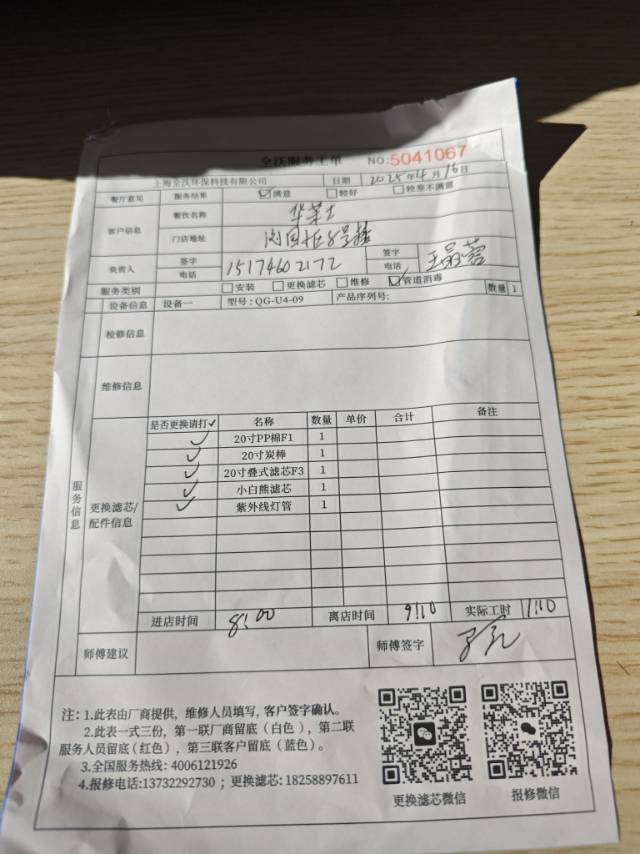 全沃服务工单 NO:5041067
上海全沃环保科技有限公司 日期 2025年4月16日
餐厅意见 服务结果 ☑满意 □较好 □较差不满意
客户信息 餐饮名称 华莱士
门店地址
负责人 签字 电话 15174602172 签字 电话 王晶蓉
服务类别 □安装 □更换滤芯 □维修 ☑管道消毒
设备信息 设备一 型号:QG-U4-09 产品序列号: 数量 1
检修信息
维修信息
服务信息
更换滤芯/配件信息
是否更换请打✓ 名称 数量 单价 合计 备注
✓ 20寸PP棉F1 1
✓ 20寸炭棒 1
✓ 20寸叠式滤芯F3 1
✓ 小白熊滤芯 1
✓ 紫外线灯管 1
进店时间 8:00 离店时间 9:10 实际工时 1:10
师傅建议 师傅签字
注:1.此表由厂商提供,维修人员填写,客户签字确认。
2.此表一式三份,第一联厂商留底(白色),第二联
服务人员留底(红色),第三联客户留底(蓝色)。
3.全国服务热线:4006121926
4.报修电话:13732292730;更换滤芯:18258897611
更换滤芯微信 报修微信